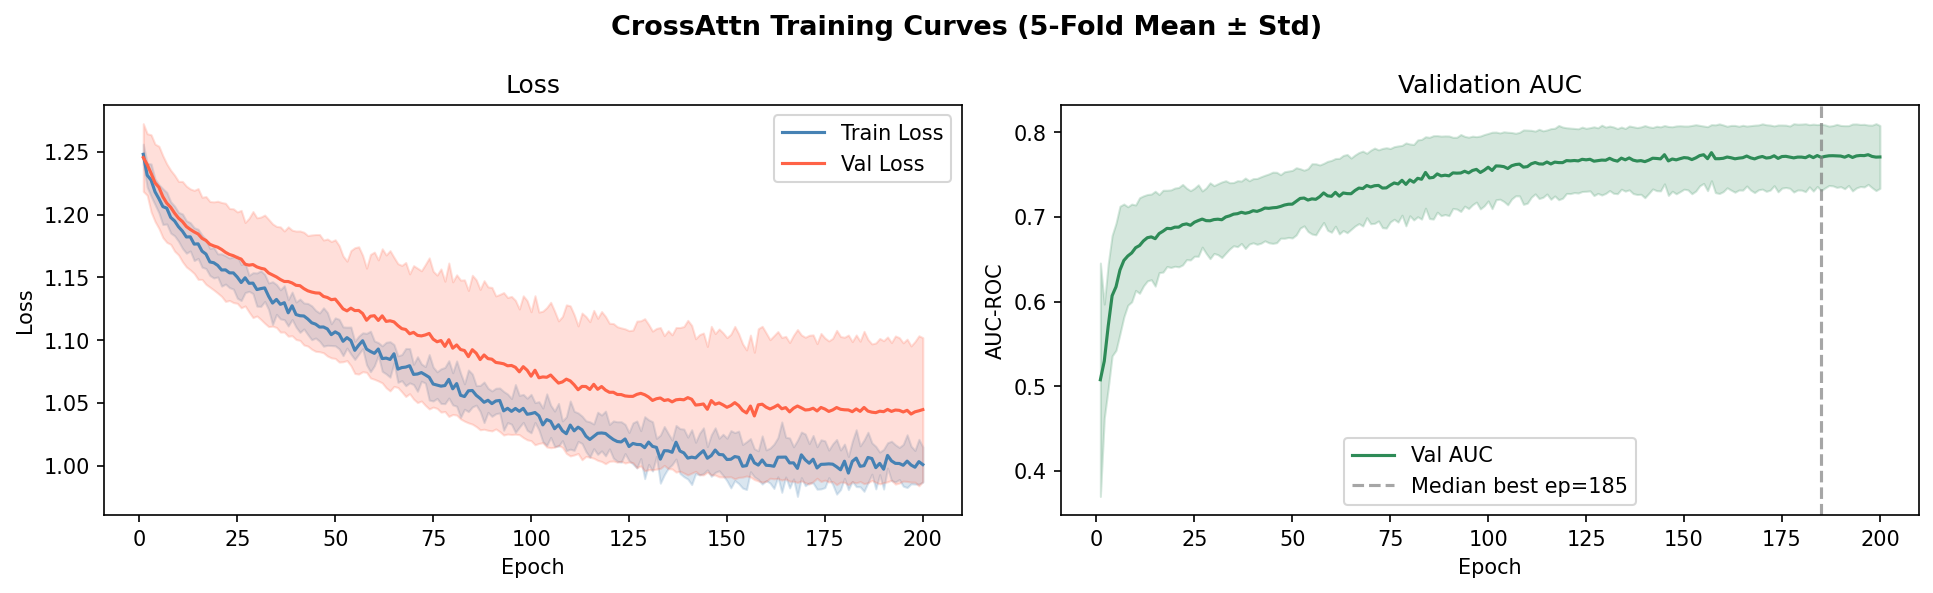 CrossAttn Training Curves (5-Fold Mean ± Std)
Loss
Train Loss
Val Loss
1.25
1.20
1.15
1.10
1.05
1.00
Loss
0 25 50 75 100 125 150 175 200
Epoch
Validation AUC
0.8
0.7
0.6
0.5
0.4
AUC-ROC
Val AUC
Median best ep=185
0 25 50 75 100 125 150 175 200
Epoch